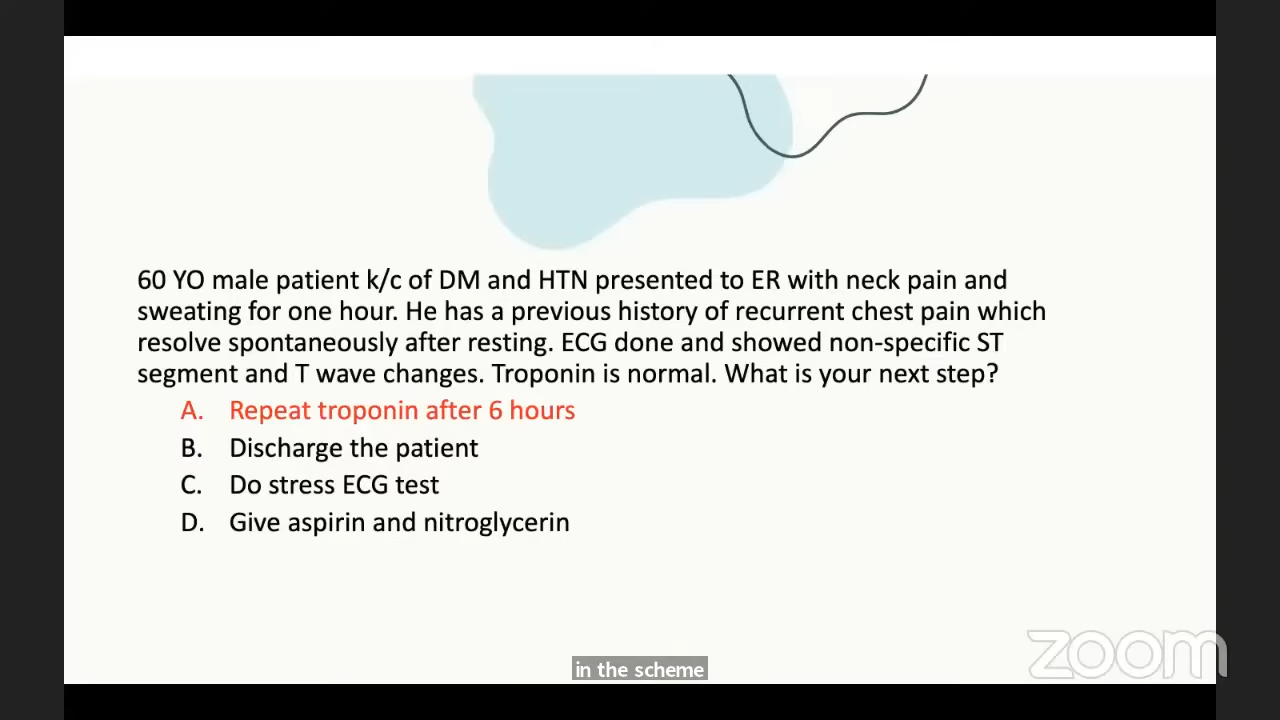 60 YO male patient k/c of DM and HTN presented to ER with neck pain and
sweating for one hour. He has a previous history of recurrent chest pain which
resolve spontaneously after resting. ECG done and showed non-specific ST
segment and T wave changes. Troponin is normal. What is your next step?
A. Repeat troponin after 6 hours
B. Discharge the patient
C. Do stress ECG test
D. Give aspirin and nitroglycerin
in the scheme
zoom